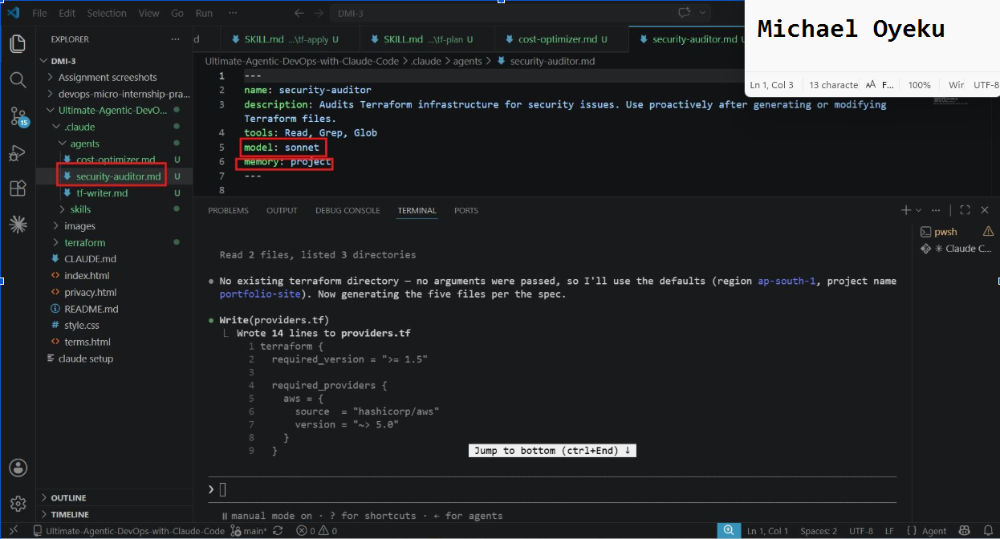 File Edit Selection View Go Run ··· ← → DMI-3
Michael Oyeku
Ln 1, Col 3 13 characte F... 100% Wir UTF-8
EXPLORER ···
d SKILL.md ...\tf-apply U SKILL.md ...\tf-plan U cost-optimizer.md U security-auditor.md
Ultimate-Agentic-DevOps-with-Claude-Code > .claude > agents > security-auditor.md
DMI-3
Assignment screenshots
devops-micro-internship-pra...
Ultimate-Agentic-DevO...
.claude
agents
cost-optimizer.md U
security-auditor.md U
tf-writer.md U
skills
images
terraform
CLAUDE.md
index.html
privacy.html
README.md
style.css
terms.html
claude setup
15
1 ---
2 name: security-auditor
3 description: Audits Terraform infrastructure for security issues. Use proactively after generating or modifying
Terraform files.
4 tools: Read, Grep, Glob
5 model: sonnet
6 memory: project
7 ---
8
PROBLEMS OUTPUT DEBUG CONSOLE TERMINAL PORTS
pwsh
Claude C...
Read 2 files, listed 3 directories
● No existing terraform directory — no arguments were passed, so I'll use the defaults (region ap-south-1, project name
portfolio-site). Now generating the five files per the spec.
● Write(providers.tf)
Wrote 14 lines to providers.tf
1 terraform {
2 required_version = ">= 1.5"
3
4 required_providers {
5 aws = {
6 source = "hashicorp/aws"
7 version = "~> 5.0"
8 }
9 }
Jump to bottom (ctrl+End) ↓
❯
manual mode on · ? for shortcuts · ← for agents
OUTLINE
TIMELINE
Ultimate-Agentic-DevOps-with-Claude-Code main* 0 0 Ln 1, Col 1 Spaces: 2 UTF-8 LF { } Agent